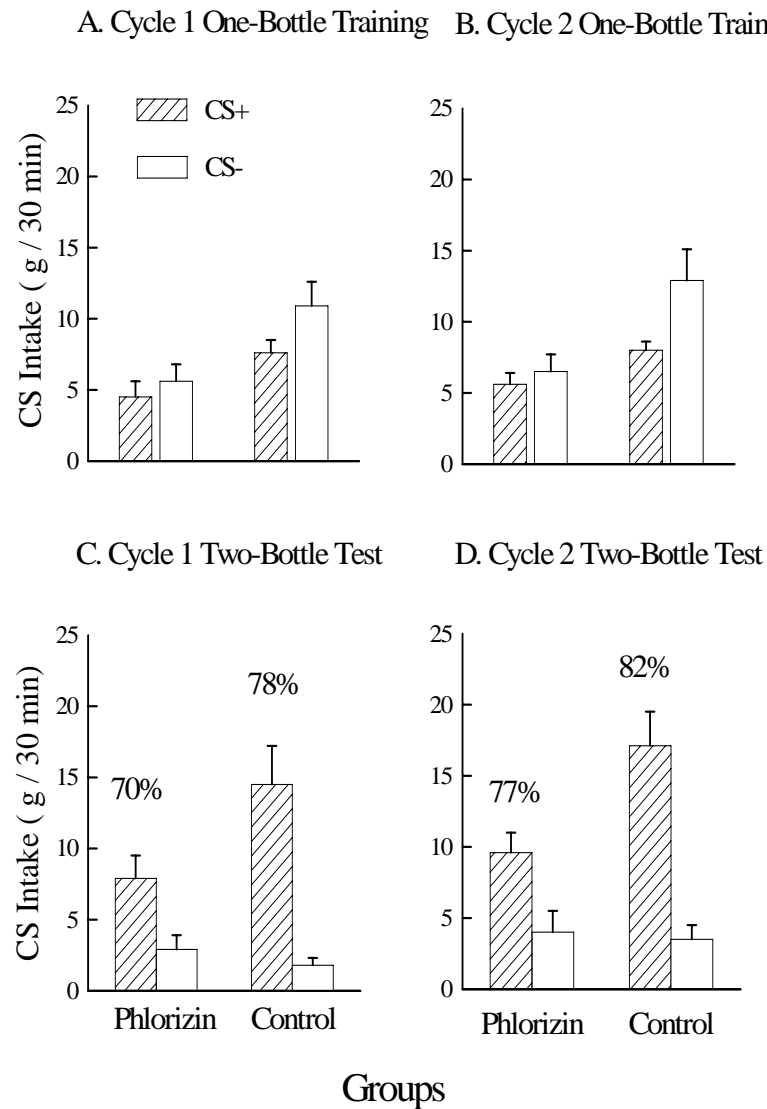 A. Cycle 1 One-Bottle Training
B. Cycle 2 One-Bottle Train
CS Intake ( g / 30 min)
25
20
15
10
5
0
CS+
CS-
25
20
15
10
5
0
C. Cycle 1 Two-Bottle Test
D. Cycle 2 Two-Bottle Test
CS Intake ( g / 30 min)
25
20
15
10
5
0
70%
78%
Phlorizin
Control
25
20
15
10
5
0
77%
82%
Phlorizin
Control
Groups